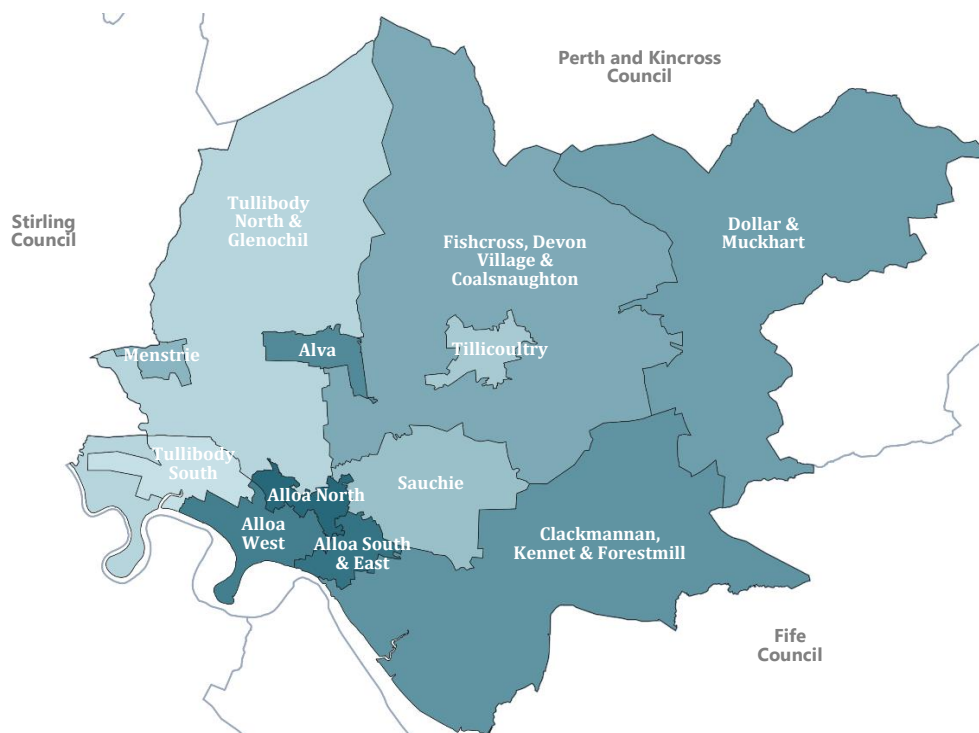 Perth and Kincross
Council
Stirling
Council
Tullibody
North &
Glenochil
Dollar &
Muckhart
Fishcross, Devon
Village &
Coalsnaughton
Menstrie
Alva
Tillicoultry
Tullibody
South
Sauchie
Alloa North
Alloa
West
Alloa South
& East
Clackmannan,
Kennet & Forestmill
Fife
Council